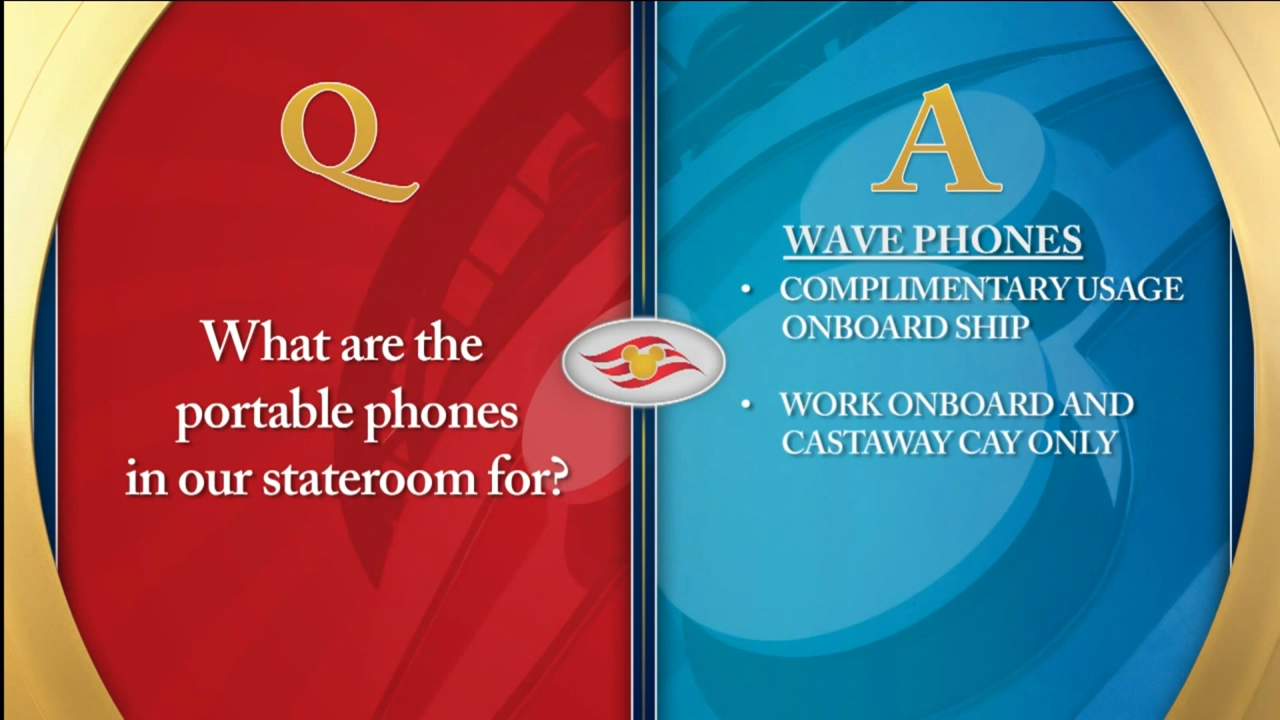 Q
What are the
portable phones
in our stateroom for?
A
WAVE PHONES
• COMPLIMENTARY USAGE
ONBOARD SHIP
• WORK ONBOARD AND
CASTAWAY CAY ONLY